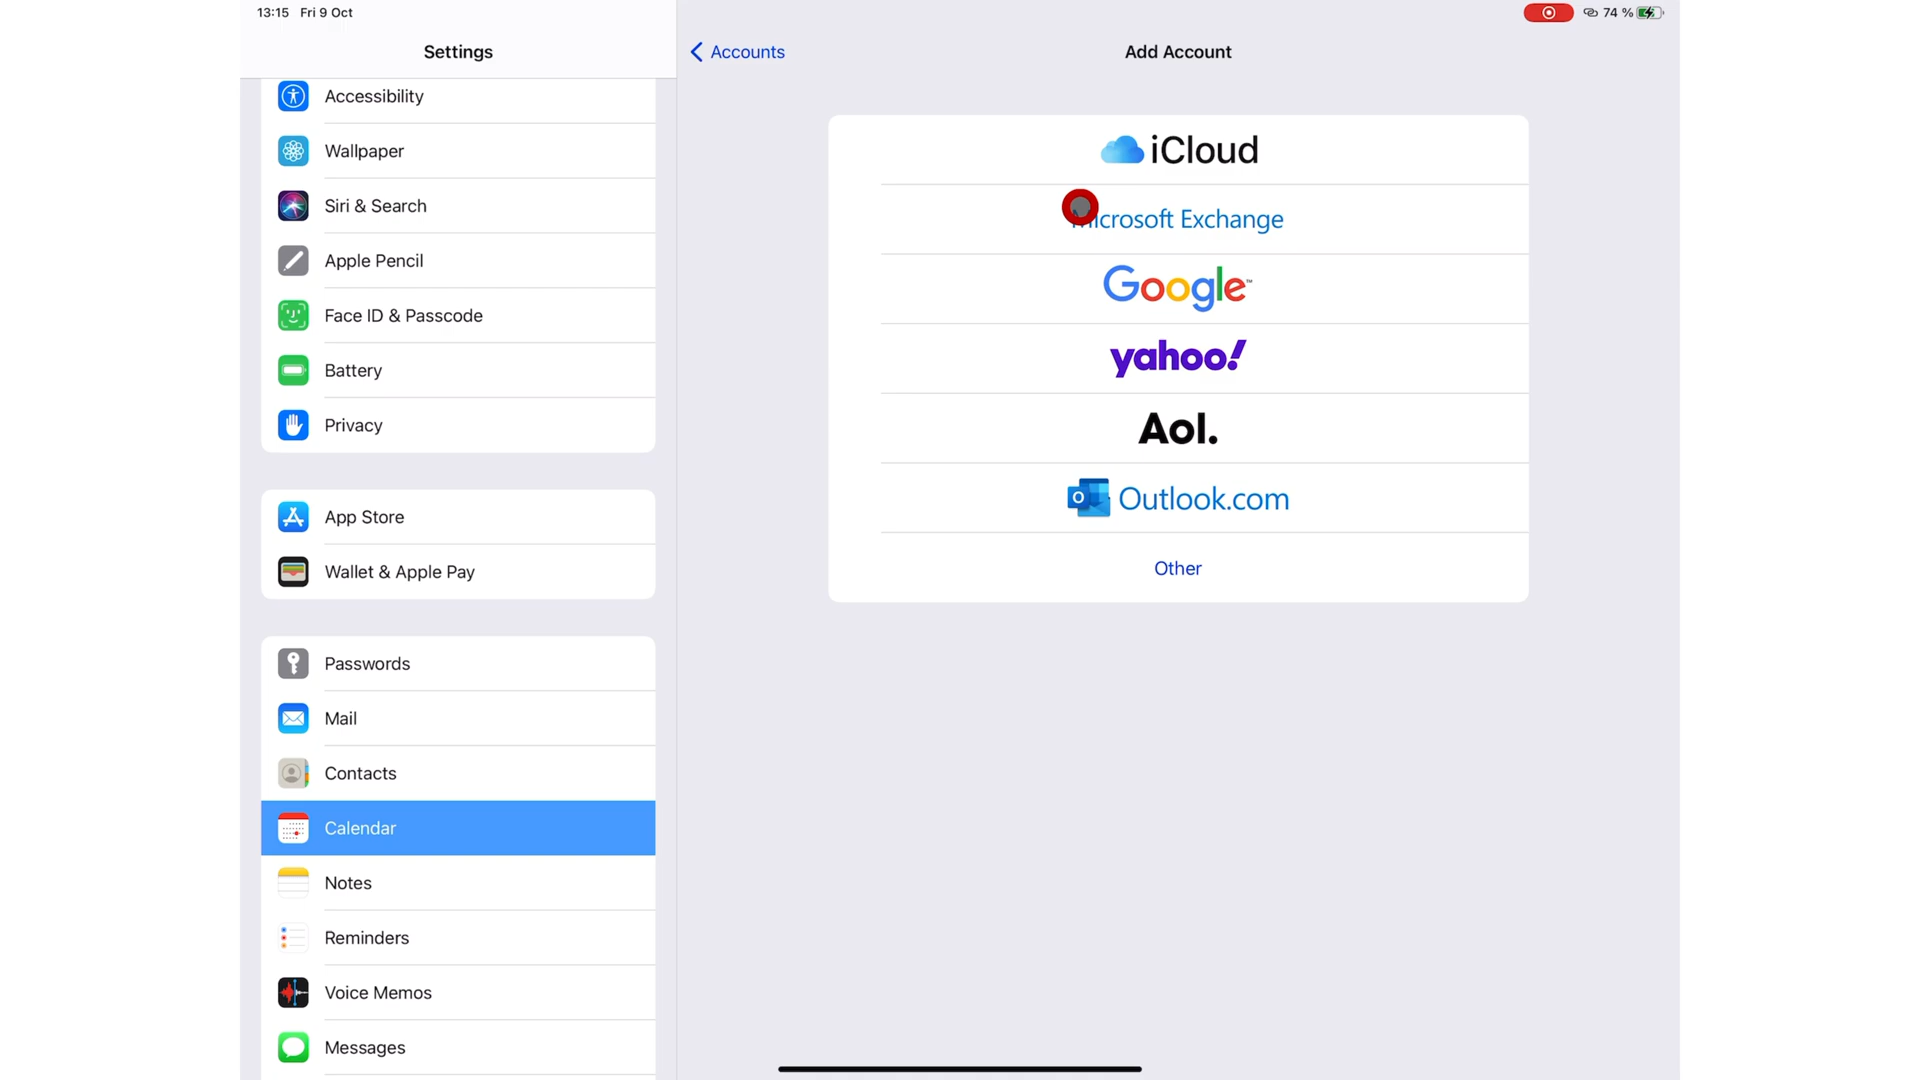 13:15 Fri 9 Oct
74 %
Settings
Accessibility
Wallpaper
Siri & Search
Apple Pencil
Face ID & Passcode
Battery
Privacy
App Store
Wallet & Apple Pay
Passwords
Mail
Contacts
Calendar
Notes
Reminders
Voice Memos
Messages
Accounts
Add Account
iCloud
Microsoft Exchange
Google™
yahoo!
Aol.
Outlook.com
Other